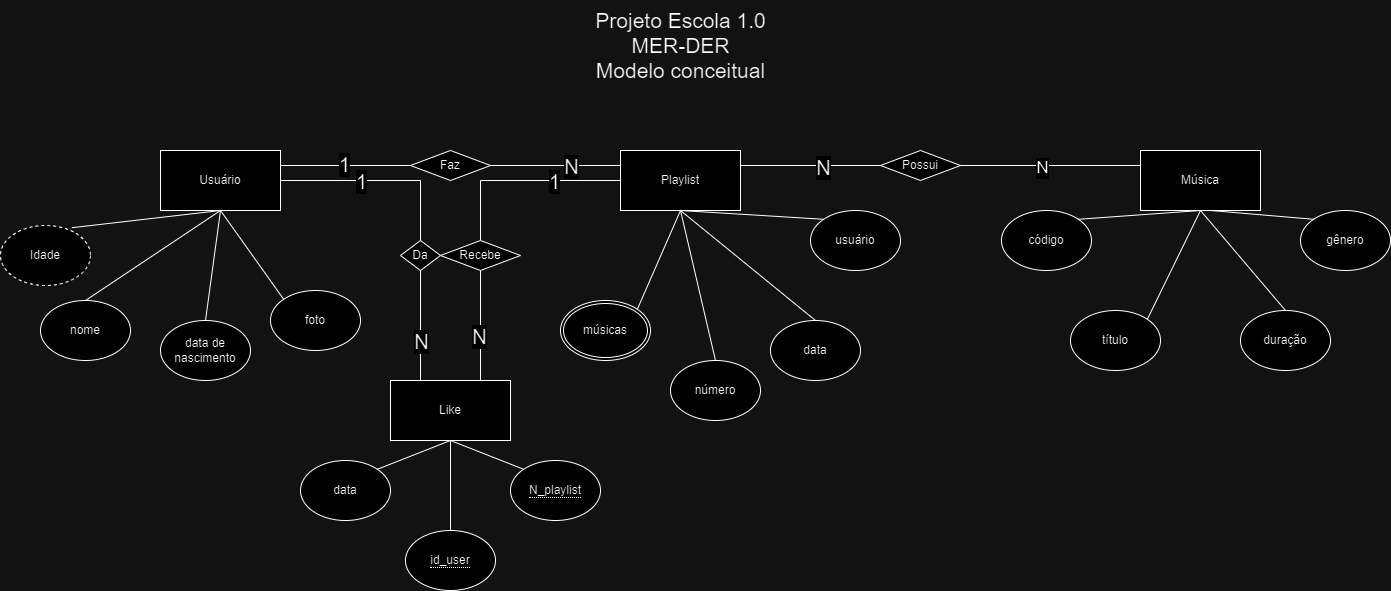 Projeto Escola 1.0
MER-DER
Modelo conceitual
Usuário
1
Faz
N
Playlist
N
Possui
N
Música
1
1
Idade
nome
data de
nascimento
foto
Da
Recebe
N
N
músicas
número
data
usuário
código
título
duração
gênero
Like
data
id_user
N_playlist